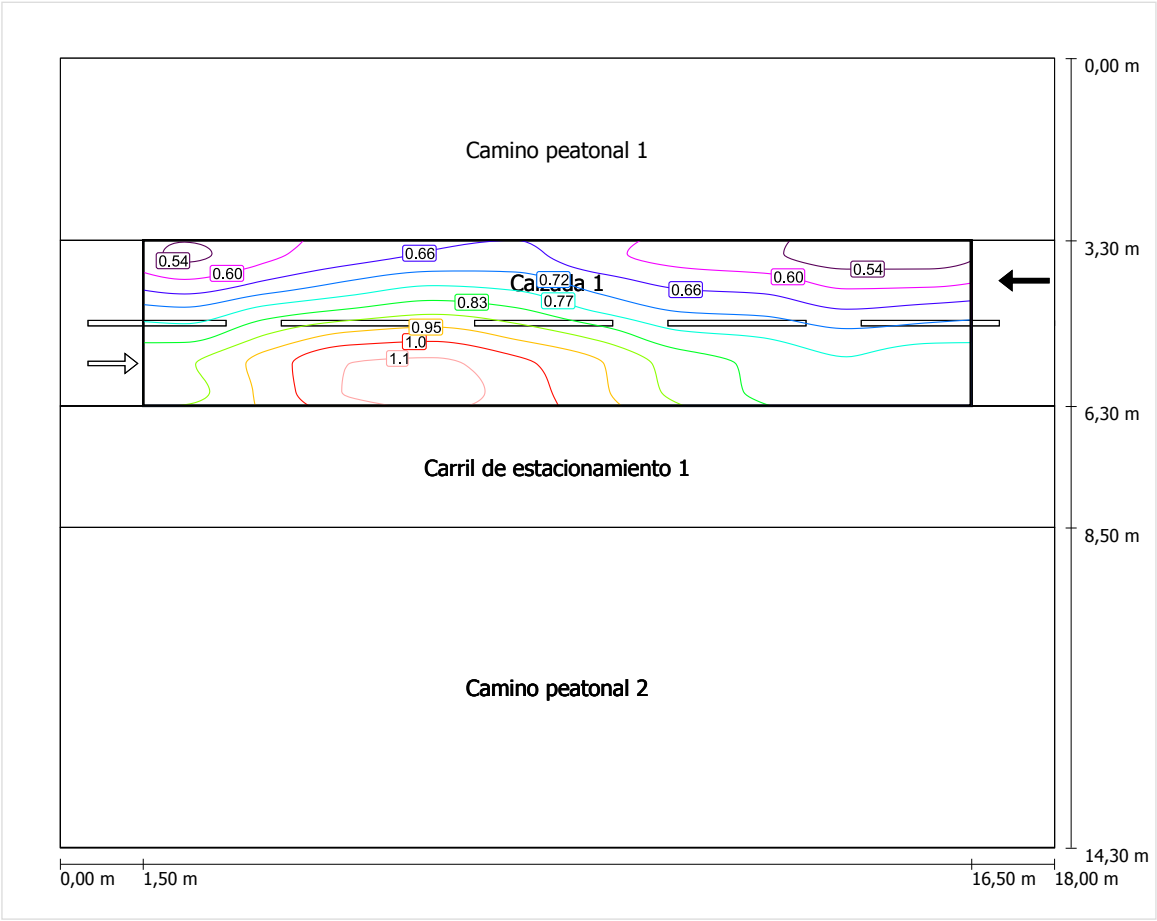 0,00 m
Camino peatonal 1
3,30 m
0.66
0.54
0.54
0.60
0.60
0.72
Calzada 1
0.66
0.77
0.83
0.95
1.0
1.1
6,30 m
Carril de estacionamiento 1
8,50 m
Camino peatonal 2
14,30 m
0,00 m
1,50 m
16,50 m
18,00 m